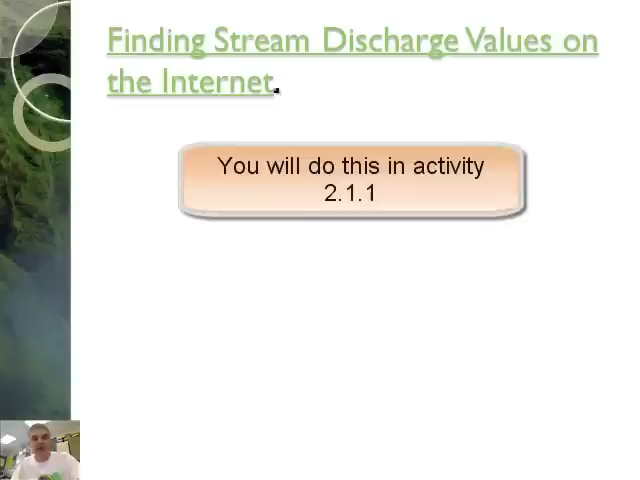 Finding Stream Discharge Values on
the Internet.
You will do this in activity
2.1.1